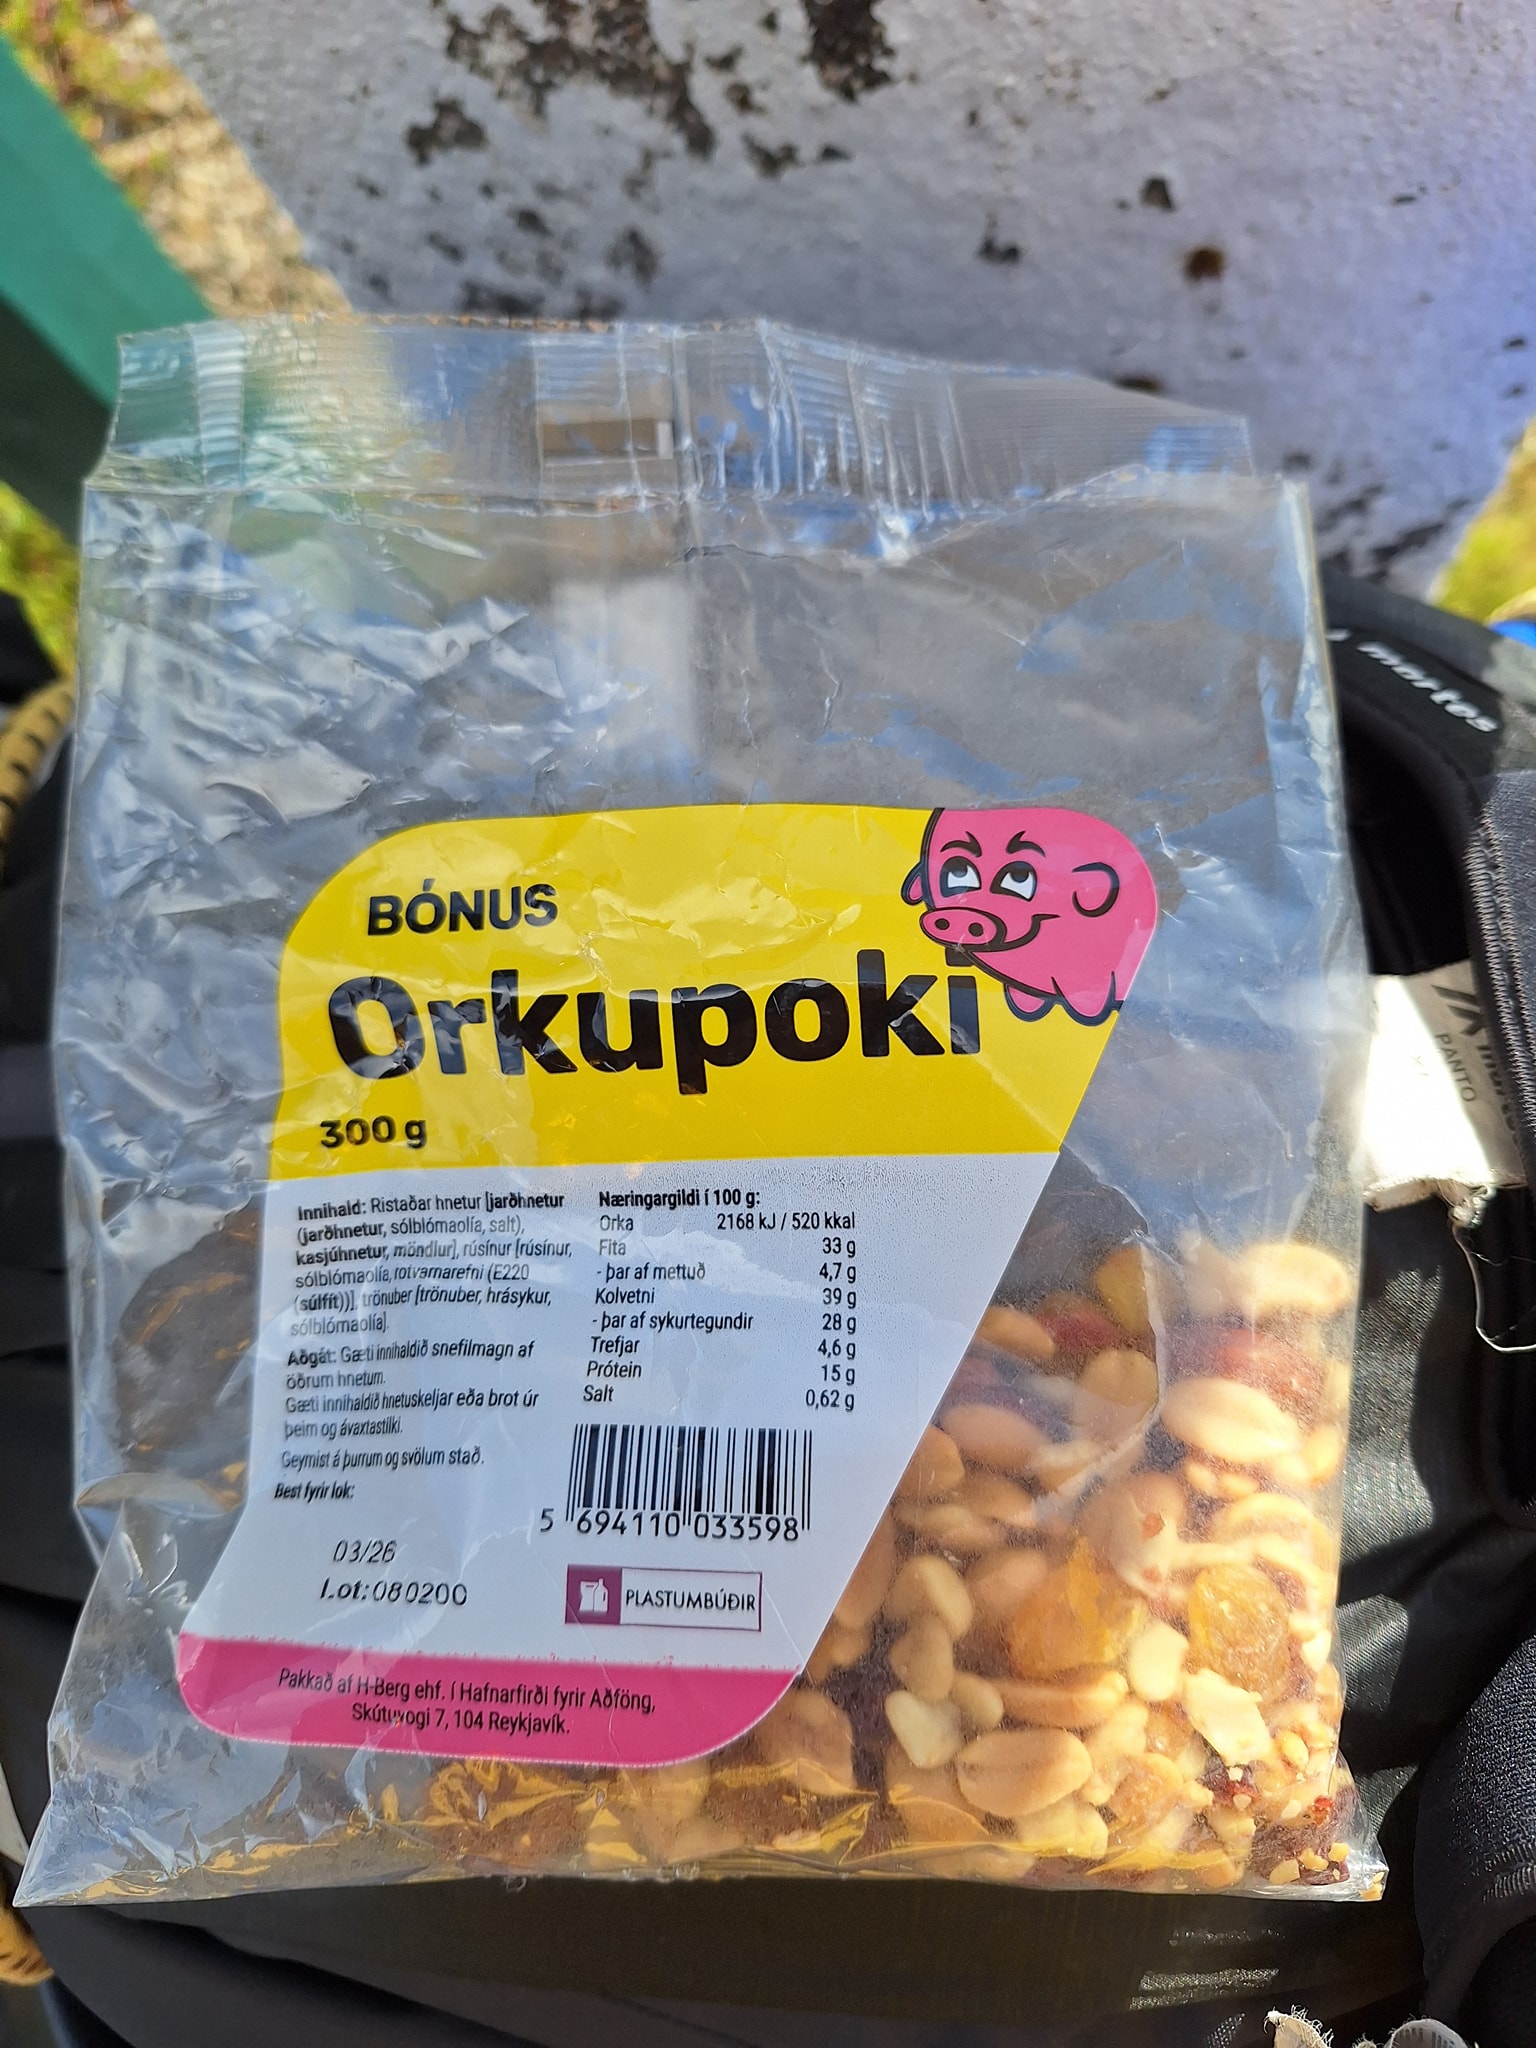 BÓNUS
Orkupoki
300 g
Innihald: Ristaðar hnetur [jarðhnetur
(jarðhnetur, sólblómaolía, salt),
kasjúhnetur, möndlur], rúsínur [rúsínur,
sólblómaolía, rotvarnarefni (E220
(súlfít))], trönuber [trönuber, hrásykur,
sólblómaolía].
Aðgát: Gæti innihaldið snefilmagn af
öðrum hnetum.
Gæti innihaldið hnetuskeljar eða brot úr
þeim og ávaxtastilki.
Geymist á þurrum og svölum stað.
Best fyrir lok:
03/26
Lot:080200
Næringargildi í 100 g:
Orka 2168 kJ / 520 kkal
Fita 33 g
- þar af mettuð 4,7 g
Kolvetni 39 g
- þar af sykurtegundir 28 g
Trefjar 4,6 g
Prótein 15 g
Salt 0,62 g
5 694110 033598
PLASTUMBÚÐIR
Pakkað af H-Berg ehf. í Hafnarfirði fyrir Aðföng,
Skútuvogi 7, 104 Reykjavík.
nortes
PANTO